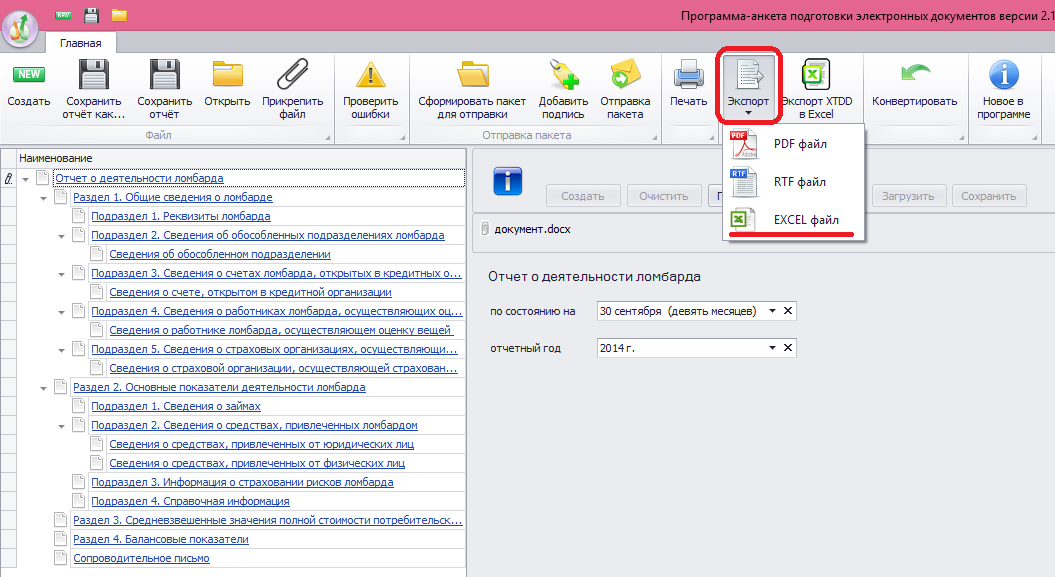 NEW
Программа-анкета подготовки электронных документов версии 2.1
Главная
NEW
Создать
Сохранить отчёт как...
Сохранить отчёт
Открыть
Прикрепить файл
Файл
Проверить ошибки
Сформировать пакет для отправки
Добавить подпись
Отправка пакета
Отправка пакета
Печать
Экспорт
Экспорт XTDD в Excel
Конвертировать
Новое в программе
PDF
Adobe
PDF файл
RTF
RTF файл
EXCEL файл
Наименование
Отчет о деятельности ломбарда
Раздел 1. Общие сведения о ломбарде
Подраздел 1. Реквизиты ломбарда
Подраздел 2. Сведения об обособленных подразделениях ломбарда
Сведения об обособленном подразделении
Подраздел 3. Сведения о счетах ломбарда, открытых в кредитных о...
Сведения о счете, открытом в кредитной организации
Подраздел 4. Сведения о работниках ломбарда, осуществляющих оц...
Сведения о работнике ломбарда, осуществляющем оценку вещей
Подраздел 5. Сведения о страховых организациях, осуществляющи...
Сведения о страховой организации, осуществляющей страхован...
Раздел 2. Основные показатели деятельности ломбарда
Подраздел 1. Сведения о займах
Подраздел 2. Сведения о средствах, привлеченных ломбардом
Сведения о средствах, привлеченных от юридических лиц
Сведения о средствах, привлеченных от физических лиц
Подраздел 3. Информация о страховании рисков ломбарда
Подраздел 4. Справочная информация
Раздел 3. Средневзвешенные значения полной стоимости потребительск...
Раздел 4. Балансовые показатели
Сопроводительное письмо
Создать
Очистить
Загрузить
Сохранить
документ.docx
Отчет о деятельности ломбарда
по состоянию на
30 сентября (девять месяцев)
отчетный год
2014 г.